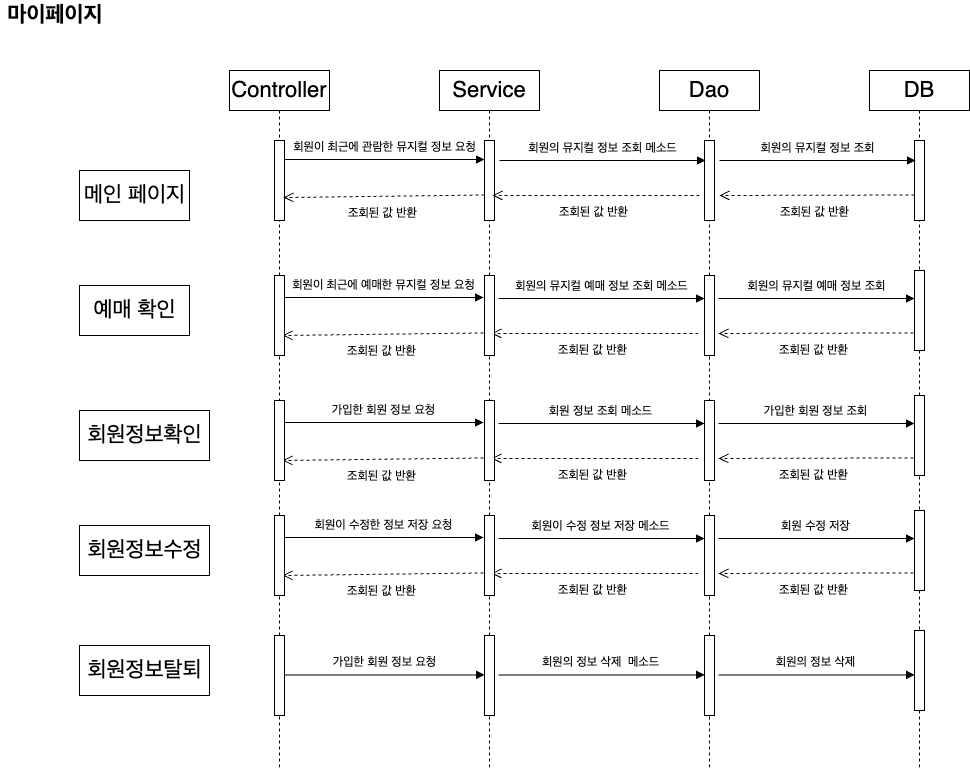 마이페이지
Controller
Service
Dao
DB
메인 페이지
회원이 최근에 관람한 뮤지컬 정보 요청
회원의 뮤지컬 정보 조회 메소드
회원의 뮤지컬 정보 조회
조회된 값 반환
조회된 값 반환
조회된 값 반환
예매 확인
회원이 최근에 예매한 뮤지컬 정보 요청
회원의 뮤지컬 예매 정보 조회 메소드
회원의 뮤지컬 예매 정보 조회
조회된 값 반환
조회된 값 반환
조회된 값 반환
회원정보확인
가입한 회원 정보 요청
회원 정보 조회 메소드
가입한 회원 정보 조회
조회된 값 반환
조회된 값 반환
조회된 값 반환
회원정보수정
회원이 수정한 정보 저장 요청
회원이 수정 정보 저장 메소드
회원 수정 저장
조회된 값 반환
조회된 값 반환
조회된 값 반환
회원정보탈퇴
가입한 회원 정보 요청
회원의 정보 삭제 메소드
회원의 정보 삭제